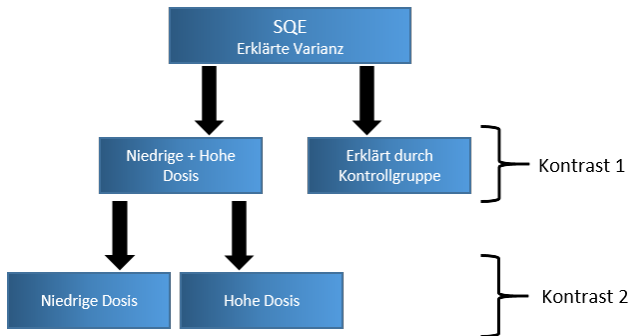 SQE
Erklärte Varianz
Niedrige + Hohe
Dosis
Erklärt durch
Kontrollgruppe
Kontrast 1
Niedrige Dosis
Hohe Dosis
Kontrast 2